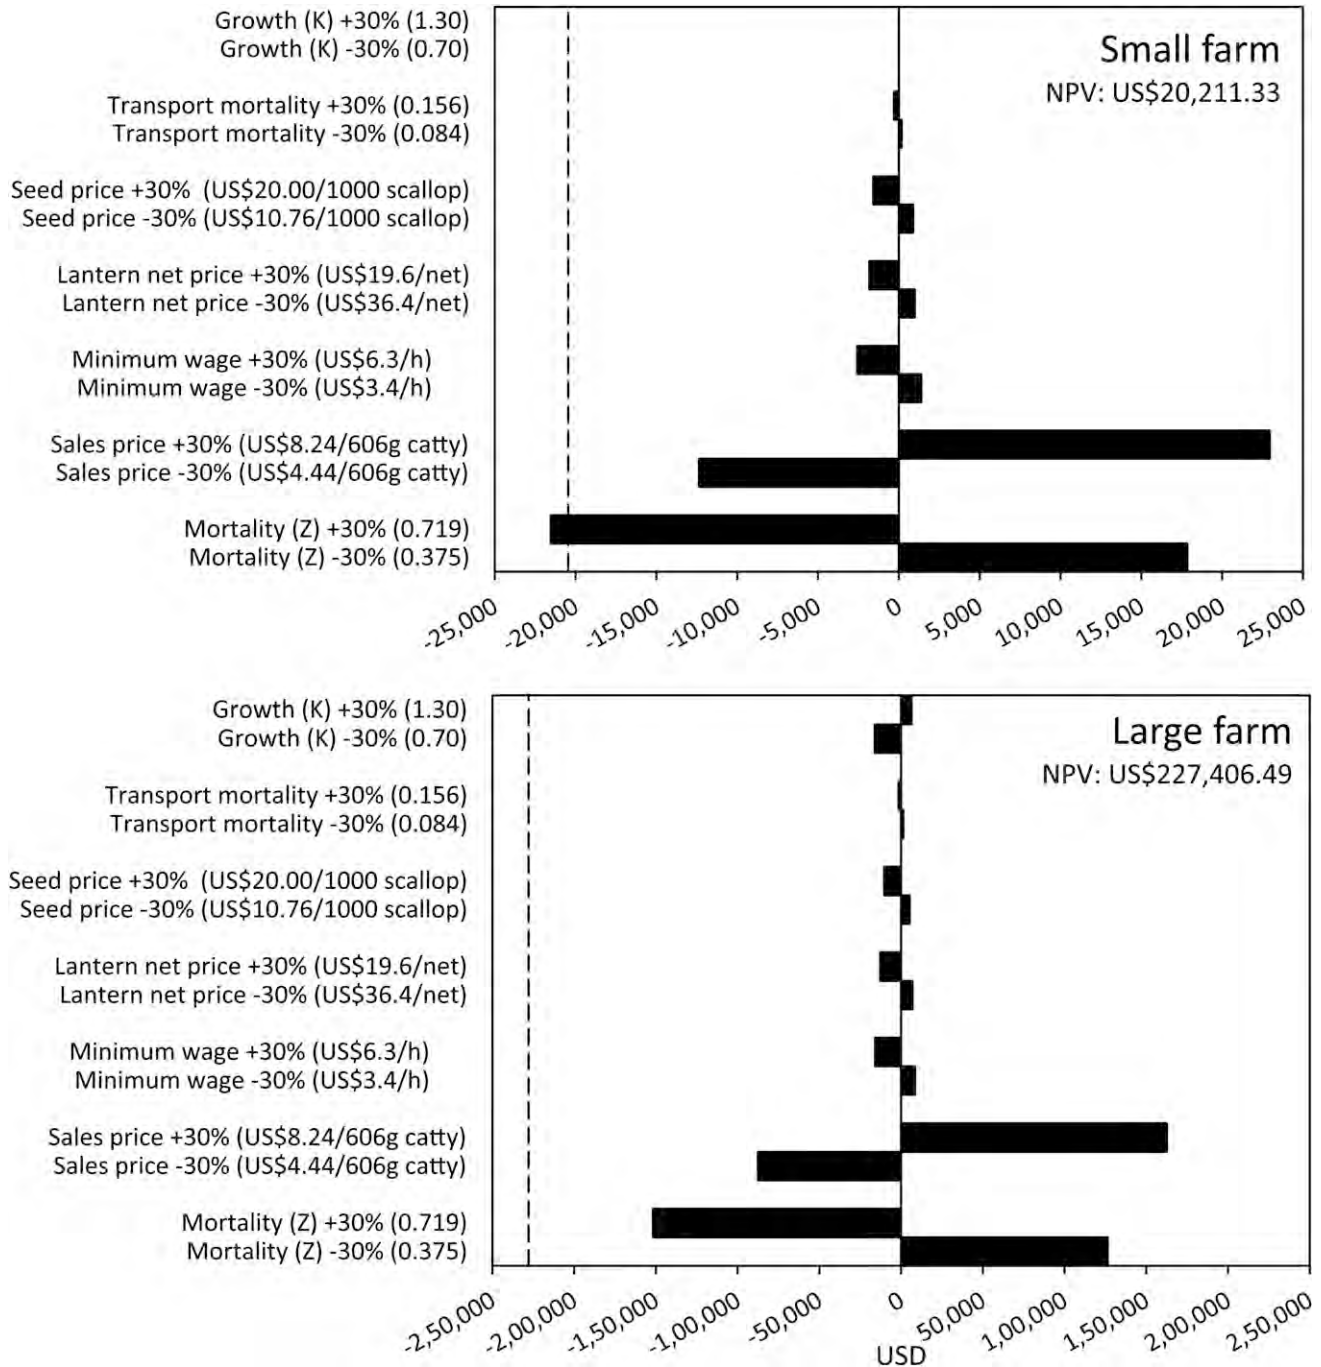 Growth (K) +30% (1.30)
Growth (K) -30% (0.70)
Small farm
NPV: US$20,211.33
Transport mortality +30% (0.156)
Transport mortality -30% (0.084)
Seed price +30%  (US$20.00/1000 scallop)
Seed price -30% (US$10.76/1000 scallop)
Lantern net price +30% (US$19.6/net)
Lantern net price -30% (US$36.4/net)
Minimum wage +30% (US$6.3/h)
Minimum wage -30% (US$3.4/h)
Sales price +30% (US$8.24/606g catty)
Sales price -30% (US$4.44/606g catty)
Mortality (Z) +30% (0.719)
Mortality (Z) -30% (0.375)
-25,000 -20,000 -15,000 -10,000 -5,000 0 5,000 10,000 15,000 20,000 25,000
Growth (K) +30% (1.30)
Growth (K) -30% (0.70)
Large farm
NPV: US$227,406.49
Transport mortality +30% (0.156)
Transport mortality -30% (0.084)
Seed price +30%  (US$20.00/1000 scallop)
Seed price -30% (US$10.76/1000 scallop)
Lantern net price +30% (US$19.6/net)
Lantern net price -30% (US$36.4/net)
Minimum wage +30% (US$6.3/h)
Minimum wage -30% (US$3.4/h)
Sales price +30% (US$8.24/606g catty)
Sales price -30% (US$4.44/606g catty)
Mortality (Z) +30% (0.719)
Mortality (Z) -30% (0.375)
-2,50,000 -2,00,000 -1,50,000 -1,00,000 -50,000 0 50,000 1,00,000 1,50,000 2,00,000 2,50,000
USD